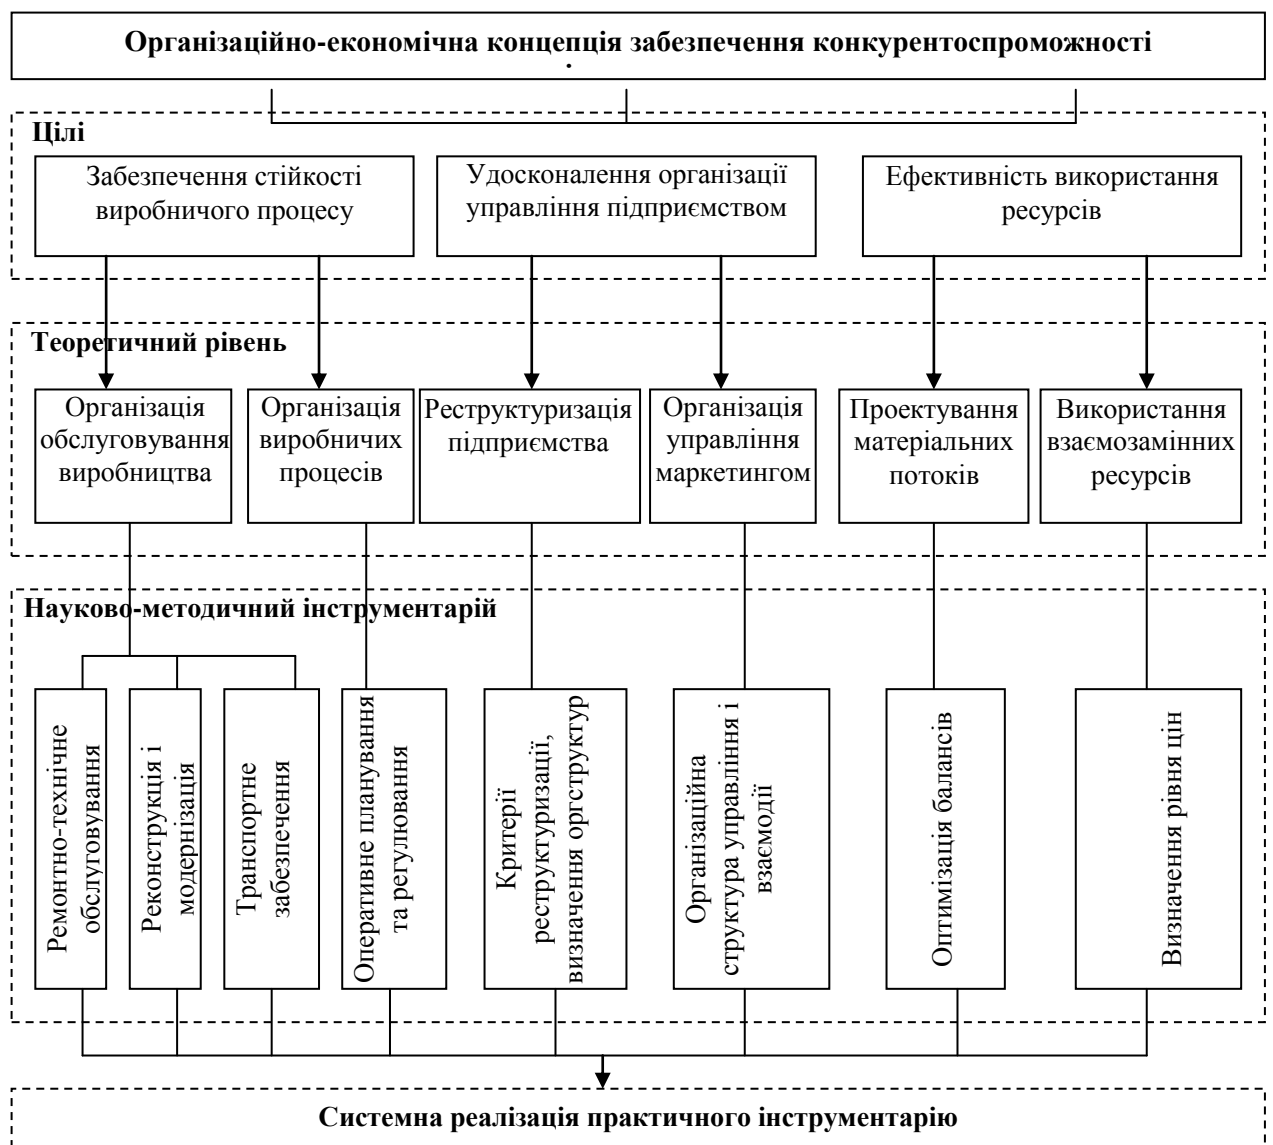 Організаційно-економічна концепція забезпечення конкурентоспроможності
Цілі
Забезпечення стійкості
виробничого процесу
Удосконалення організації
управління підприємством
Ефективність використання
ресурсів
Теоретичний рівень
Організація
обслуговування
виробництва
Організація
виробничих
процесів
Реструктуризація
підприємства
Організація
управління
маркетингом
Проектування
матеріальних
потоків
Використання
взаємозамінних
ресурсів
Науково-методичний інструментарій
Ремонтно-технічне
обслуговування
Реконструкція і
модернізація
Транспортне
забезпечення
Оперативне планування
та регулювання
Критерії
реструктуризації,
визначення оргструктур
Організаційна
структура управління і
взаємодії
Оптимізація балансів
Визначення рівня цін
Системна реалізація практичного інструментарію